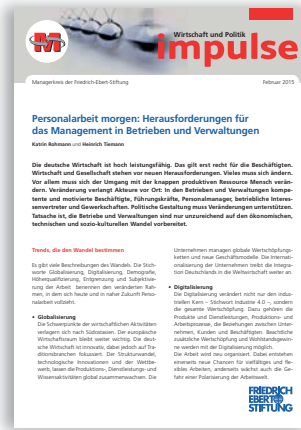 Wirtschaft und Politik
impulse
Managerkreis der Friedrich-Ebert-Stiftung
Februar 2015
Personalarbeit morgen: Herausforderungen für
das Management in Betrieben und Verwaltungen
Katrin Rohmann und Heinrich Tiemann
Die deutsche Wirtschaft ist hoch leistungsfähig. Das gilt erst recht für die Beschäftigten.
Wirtschaft und Gesellschaft stehen vor neuen Herausforderungen. Vieles muss sich ändern.
Vor allem muss sich der Umgang mit der knappen produktiven Ressource Mensch verän-
dern. Veränderung verlangt Akteure vor Ort: In den Betrieben und Verwaltungen kompe-
tente und motivierte Beschäftigte, Führungskräfte, Personalmanager, betriebliche Interes-
senvertreter und Gewerkschaften. Politische Gestaltung muss Veränderungen unterstützen.
Tatsache ist, die Betriebe und Verwaltungen sind nur unzureichend auf den ökonomischen,
technischen und sozio-kulturellen Wandel vorbereitet.
Trends, die den Wandel bestimmen
Es gibt viele Beschreibungen des Wandels. Die Stich-
worte Globalisierung, Digitalisierung, Demografie,
Höherqualifizierung, Entgrenzung und Subjektivie-
rung der Arbeit benennen den veränderten Rah-
men, in dem sich heute und in naher Zukunft Perso-
nalarbeit vollzieht.
• Globalisierung
Die Schwerpunkte der wirtschaftlichen Aktivitäten
verlagern sich nach Südostasien. Der europäische
Wirtschaftsraum bleibt weiter wichtig. Die deut-
sche Wirtschaft ist innovativ, dabei jedoch auf Tra-
ditionsbranchen fokussiert. Der Strukturwandel,
technologische Innovationen und der Wettbe-
werb, lassen die Produktions-, Dienstleistungs- und
Wissensaktivitäten global zusammenwachsen. Die
Unternehmen managen globale Wertschöpfungs-
ketten und neue Geschäftsmodelle. Die Internati-
onalisierung der Unternehmen treibt die Integra-
tion Deutschlands in die Weltwirtschaft weiter an.
• Digitalisierung
Die Digitalisierung verändert nicht nur den indus-
triellen Kern – Stichwort Industrie 4.0 –, sondern
die gesamte Wertschöpfung. Dazu gehören die
Produkte und Dienstleistungen, Produktions- und
Arbeitsprozesse, die Beziehungen zwischen Unter-
nehmen, Kunden und Beschäftigten. Beachtliche
zusätzliche Wertschöpfung und Wohlstandsgewin-
ne werden mit der Digitalisierung möglich.
Die Arbeit wird neu organisiert. Dabei entstehen
einerseits neue Chancen für vielfältiges und fle-
xibles Arbeiten, anderseits wächst auch die Ge-
fahr einer Polarisierung der Arbeitswelt.
FRIEDRICH
EBERT
STIFTUNG